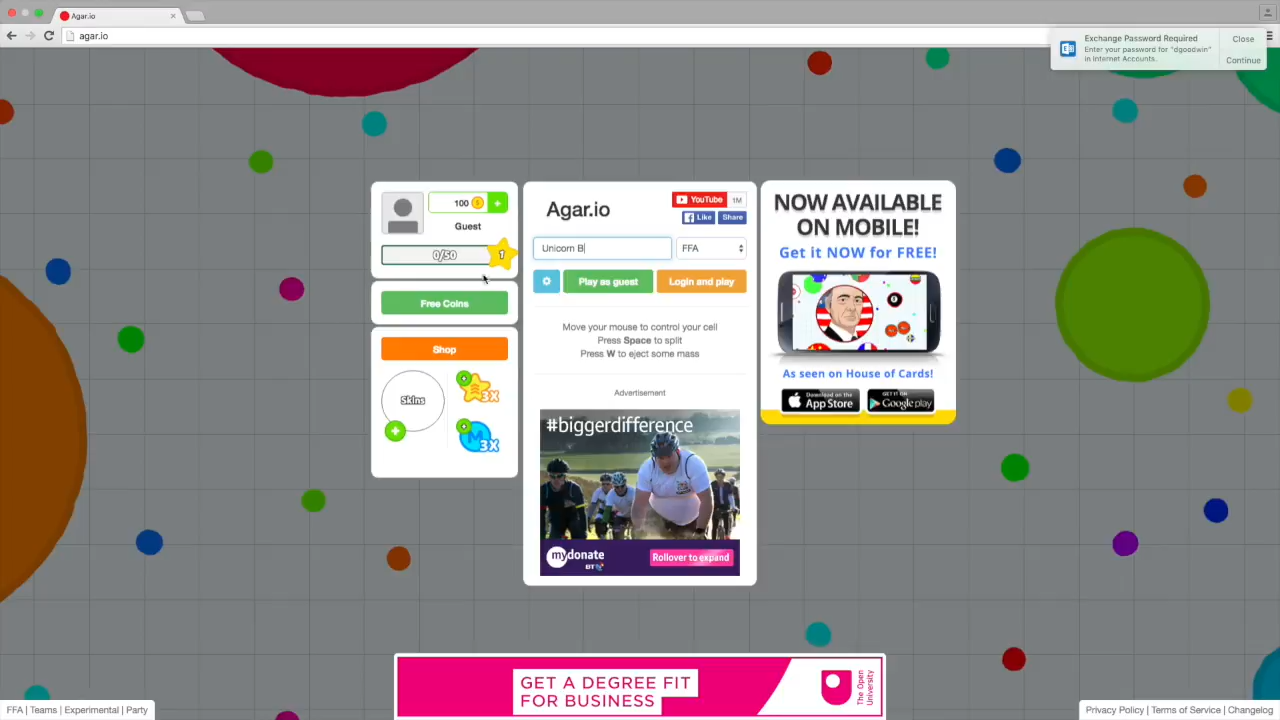 Agar.io
agar.io
Exchange Password Required
Enter your password for "dgoodwin"
in Internet Accounts.
Close
Continue
100
Guest
0/50
1
Free Coins
Shop
Skins
3X
M 3X
Agar.io
YouTube 1M
Like Share
Unicorn B
FFA
Play as guest
Login and play
Move your mouse to control your cell
Press Space to split
Press W to eject some mass
Advertisement
#biggerdifference
mydonate
BT
Rollover to expand
NOW AVAILABLE
ON MOBILE!
Get it NOW for FREE!
As seen on House of Cards!
Download on the
App Store
GET IT ON
Google play
GET A DEGREE FIT
FOR BUSINESS
The Open
University
FFA | Teams | Experimental | Party
Privacy Policy | Terms of Service | Changelog